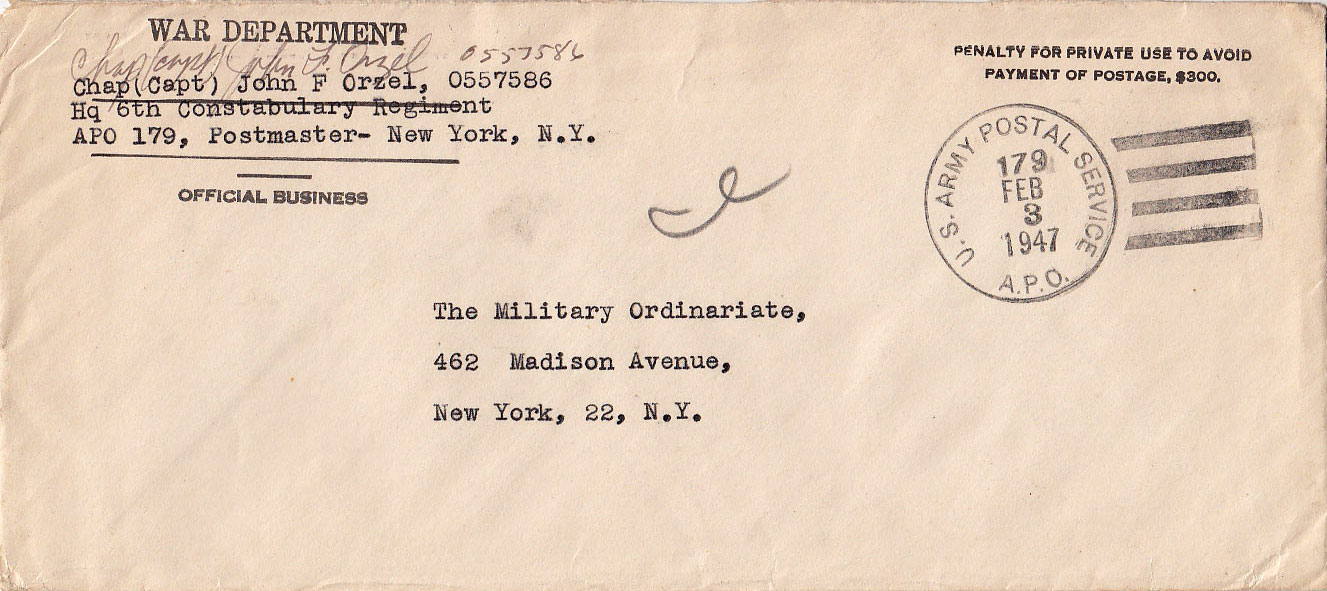 WAR DEPARTMENT
Chap (capt) John F. Orzel 0557586
Chap(Capt) John F Orzel, 0557586
Hq 6th Constabulary Regiment
APO 179, Postmaster- New York, N.Y.
OFFICIAL BUSINESS
PENALTY FOR PRIVATE USE TO AVOID
PAYMENT OF POSTAGE, $300.
U.S. ARMY POSTAL SERVICE
179
FEB
3
1947
A.P.O.
The Military Ordinariate,
462 Madison Avenue,
New York, 22, N.Y.